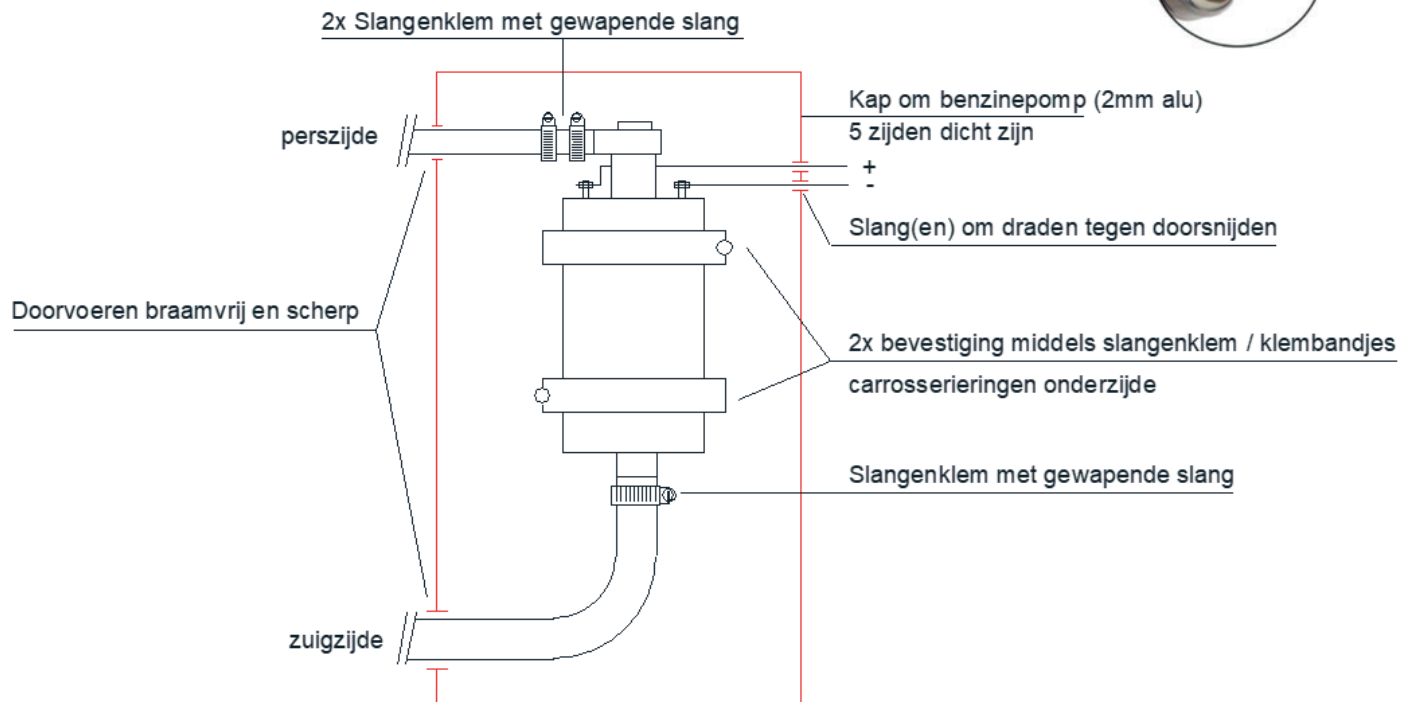 2x Slangenklem met gewapende slang
Kap om benzinepomp (2mm alu)
5 zijden dicht zijn
perszijde
+
-
Slang(en) om draden tegen doorsnijden
Doorvoeren braamvrij en scherp
2x bevestiging middels slangenklem / klembandjes
carrosserieringen onderzijde
Slangenklem met gewapende slang
zuigzijde